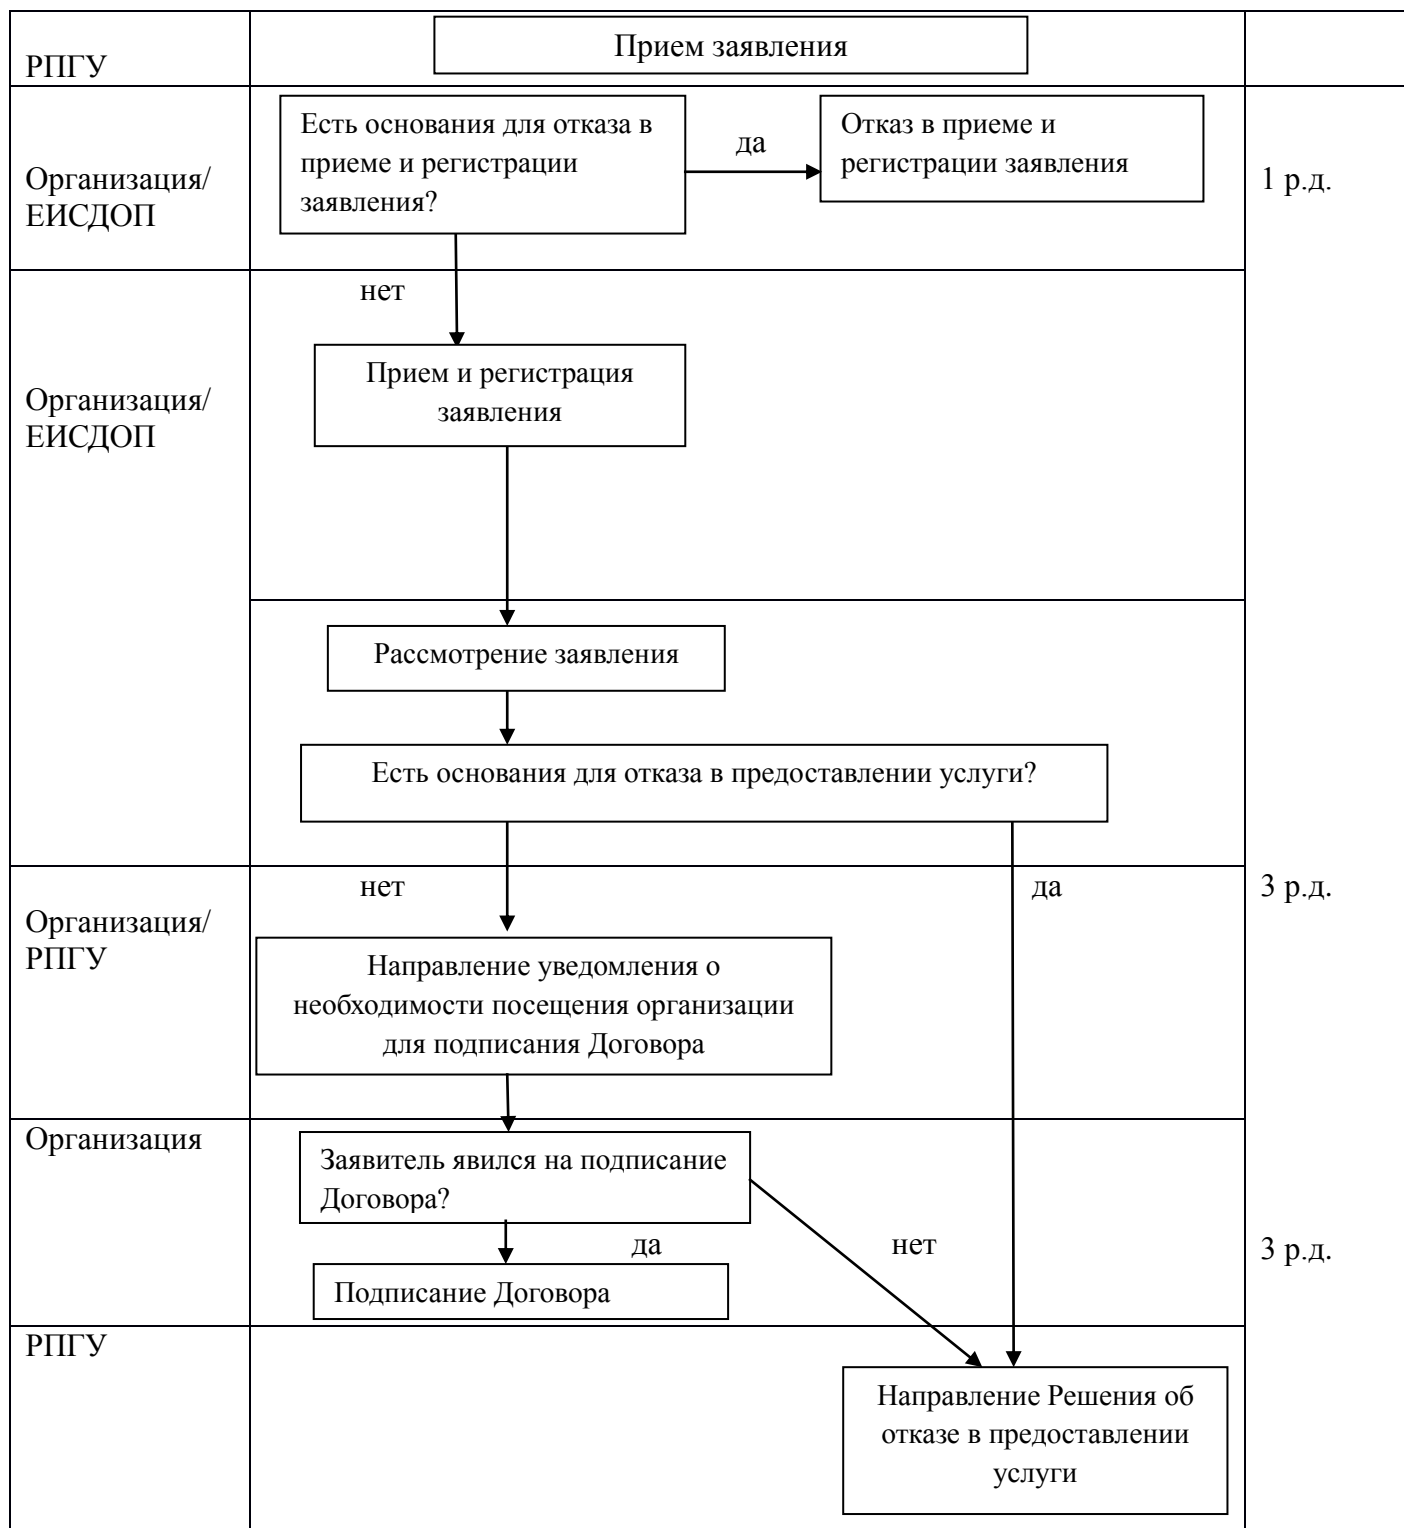 Прием заявления
РПГУ
Есть основания для отказа в
приеме и регистрации
заявления?
да
Отказ в приеме и
регистрации заявления
Организация/
ЕИСДОП
1 р.д.
нет
Прием и регистрация
заявления
Организация/
ЕИСДОП
Рассмотрение заявления
Есть основания для отказа в предоставлении услуги?
нет
да
3 р.д.
Организация/
РПГУ
Направление уведомления о
необходимости посещения организации
для подписания Договора
Организация
Заявитель явился на подписание
Договора?
да
нет
3 р.д.
Подписание Договора
РПГУ
Направление Решения об
отказе в предоставлении
услуги